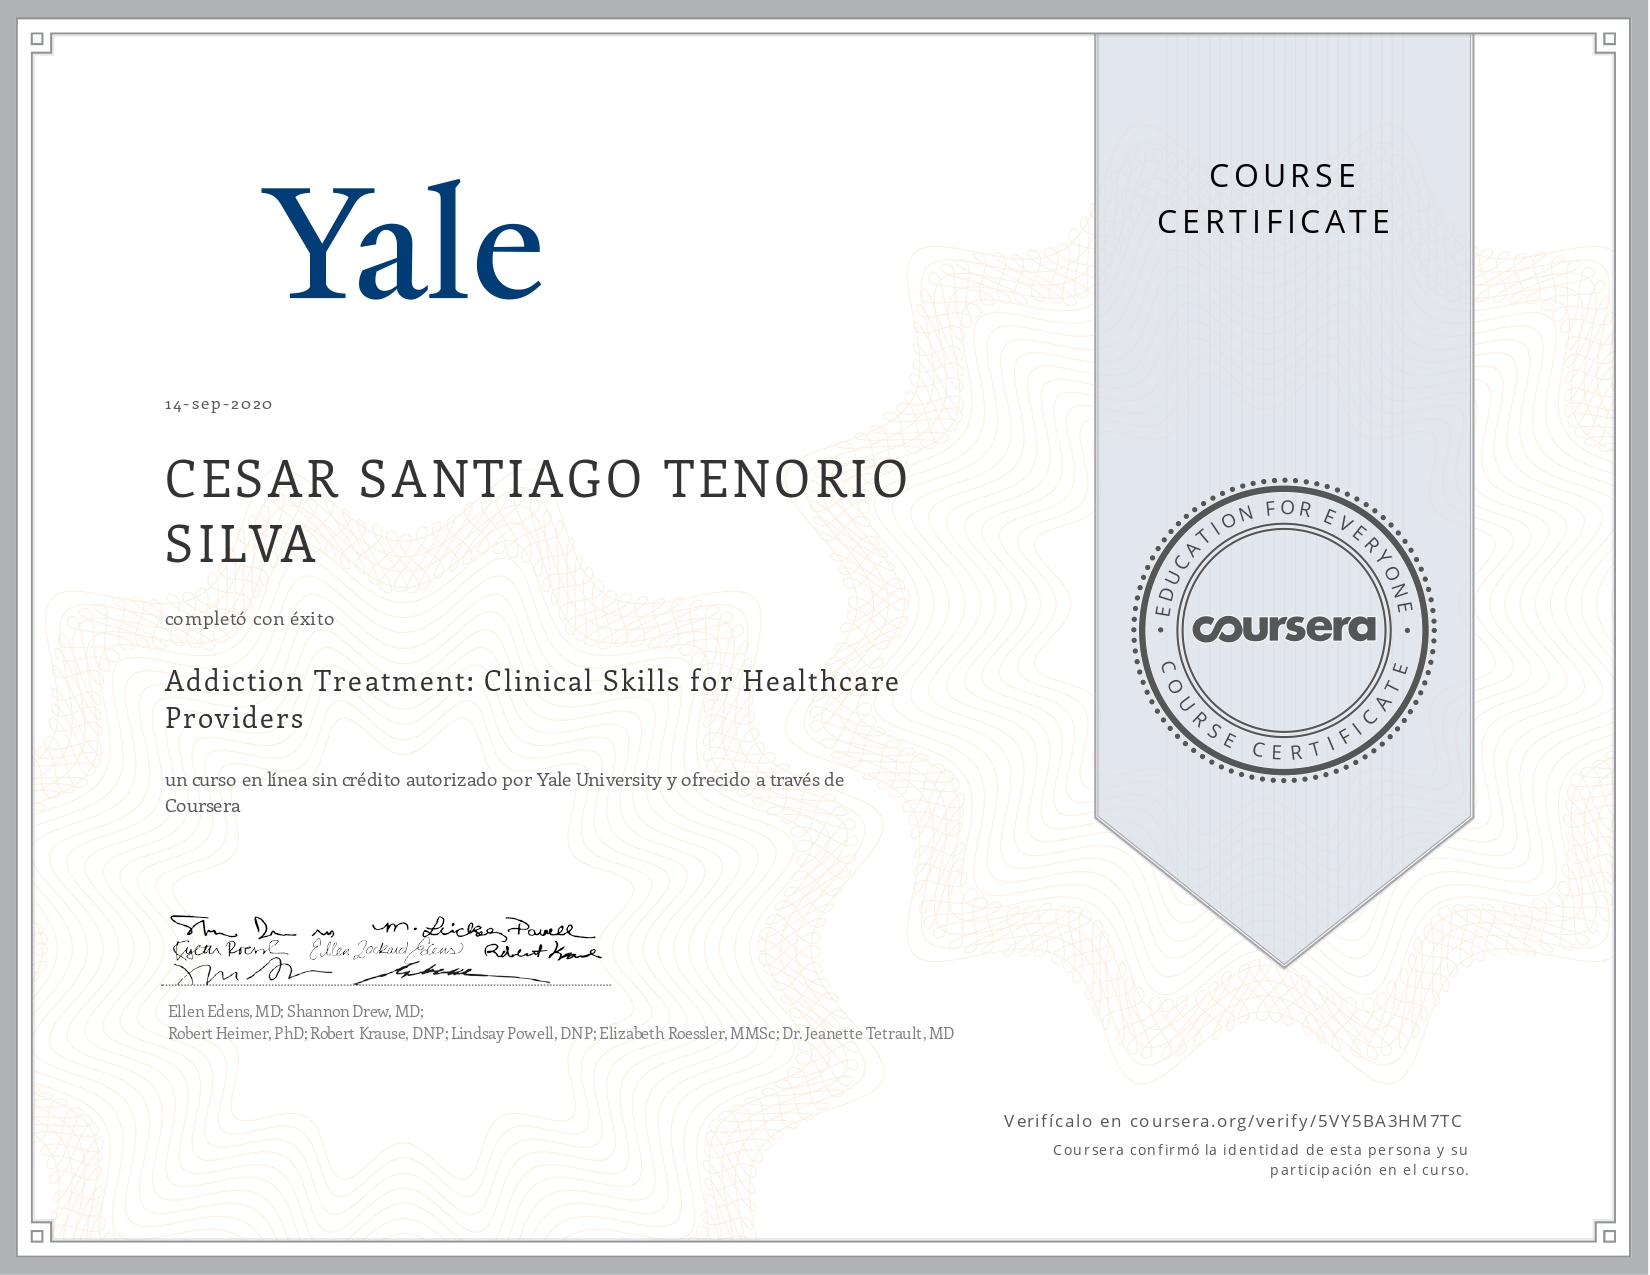 COURSE
CERTIFICATE
Yale
14-sep-2020
CESAR SANTIAGO TENORIO
SILVA
completó con éxito
Addiction Treatment: Clinical Skills for Healthcare
Providers
un curso en línea sin crédito autorizado por Yale University y ofrecido a través de
Coursera
EDUCATION FOR EVERYONE
coursera
COURSE CERTIFICATE
Ellen Edens, MD; Shannon Drew, MD;
Robert Heimer, PhD; Robert Krause, DNP; Lindsay Powell, DNP; Elizabeth Roessler, MMSc; Dr. Jeanette Tetrault, MD
Verifícalo en coursera.org/verify/5VY5BA3HM7TC
Coursera confirmó la identidad de esta persona y su
participación en el curso.